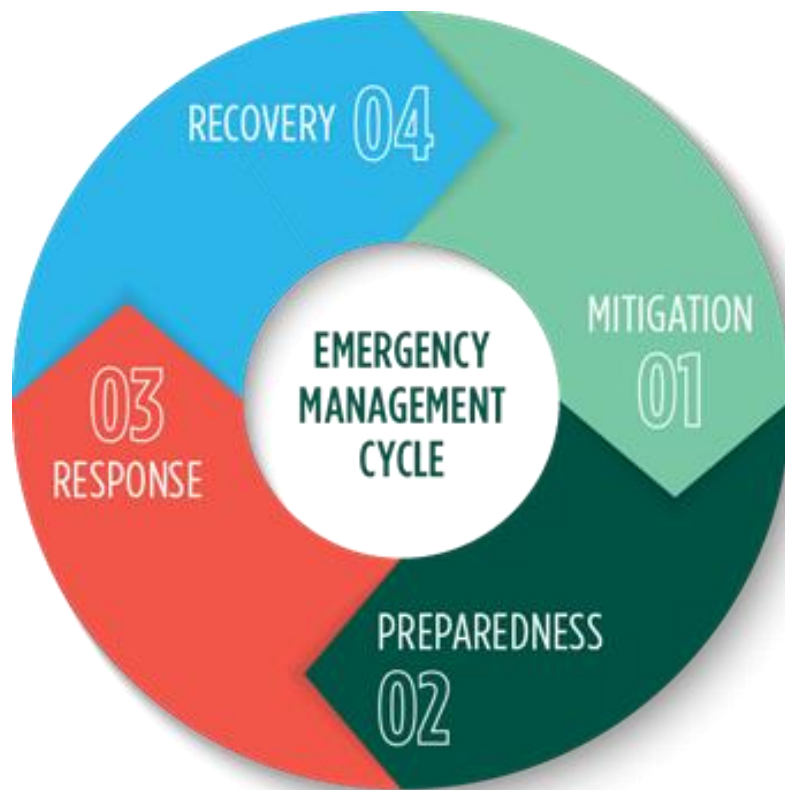 EMERGENCY
MANAGEMENT
CYCLE
MITIGATION
01
PREPAREDNESS
02
03
RESPONSE
RECOVERY 04